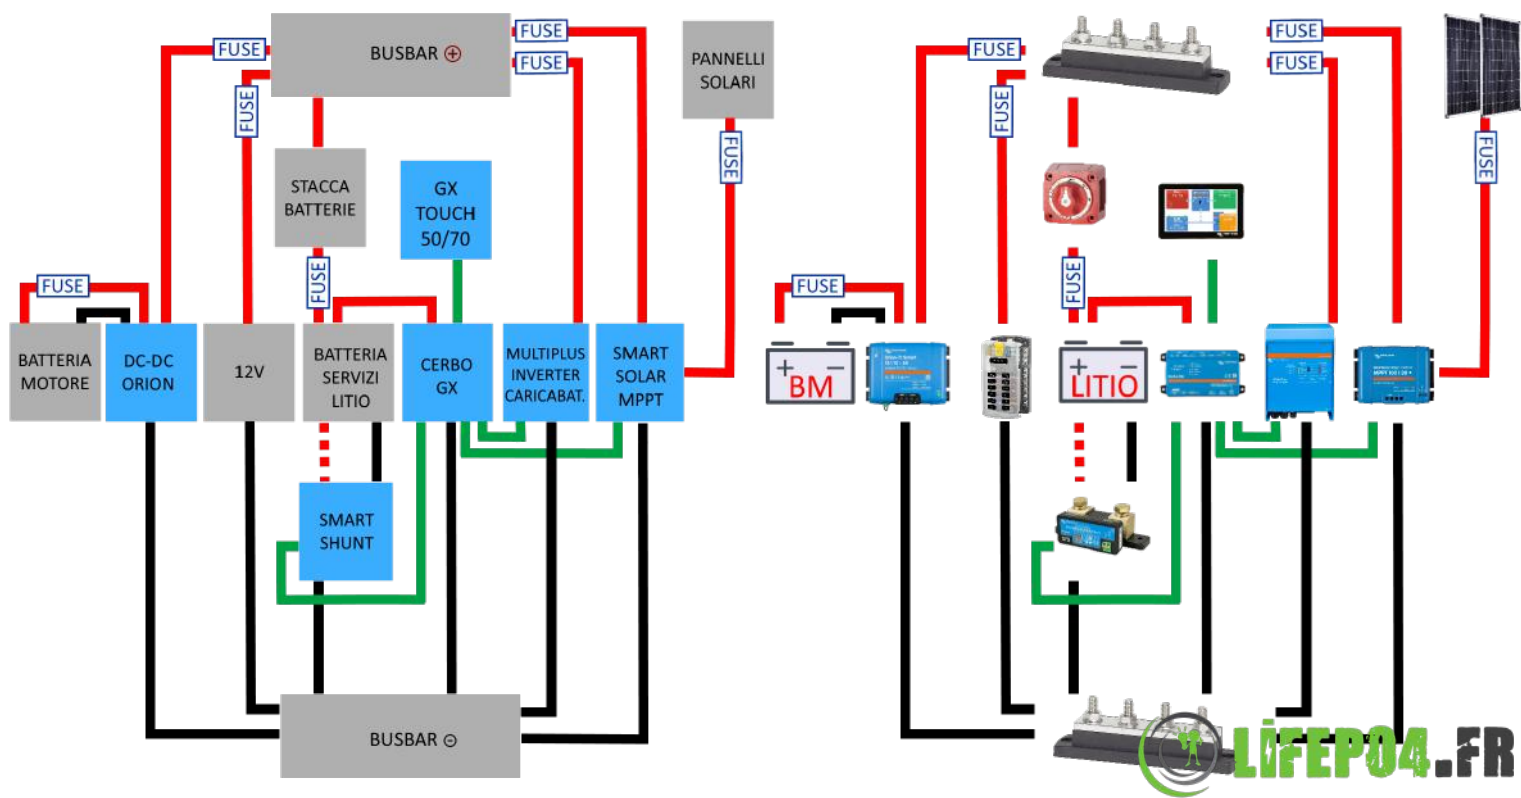 BUSBAR +
FUSE
FUSE
FUSE
FUSE
PANNELLI
SOLARI
FUSE
STACCA
BATTERIE
GX
TOUCH
50/70
FUSE
FUSE
BATTERIA
MOTORE
DC-DC
ORION
12V
BATTERIA
SERVIZI
LITIO
CERBO
GX
MULTIPLUS
INVERTER
CARICABAT.
SMART
SOLAR
MPPT
SMART
SHUNT
BUSBAR -
FUSE
FUSE
FUSE
FUSE
FUSE
FUSE
FUSE
+ −
BM
+ −
LITIO
LIFEPO4.FR